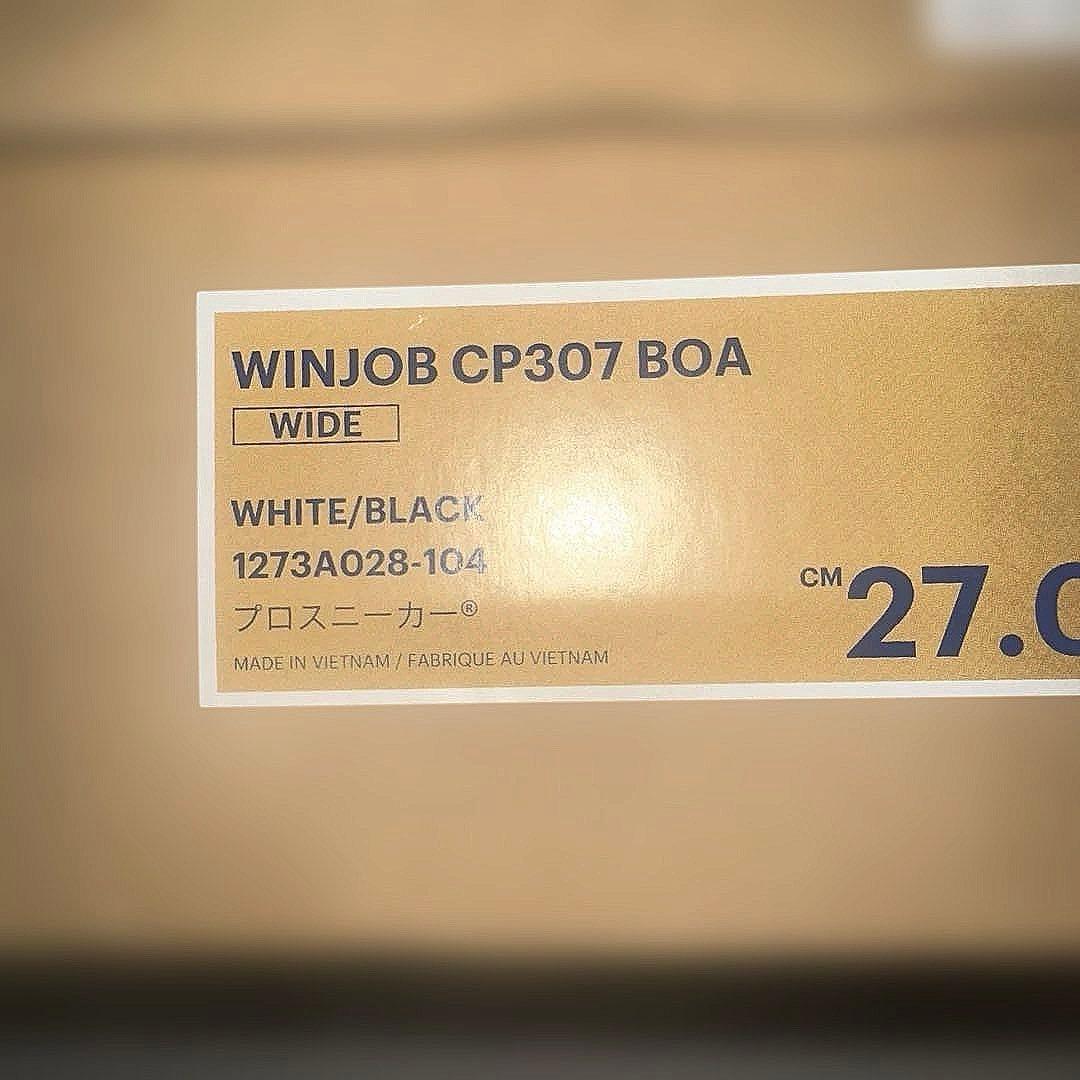 WINJOB CP307 BOA
WIDE
WHITE/BLACK
1273A028-104
プロスニーカー®
MADE IN VIETNAM / FABRIQUE AU VIETNAM
CM 27.0